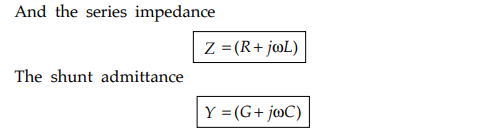 And the series impedance
Z = (R + jωL)
The shunt admittance
Y = (G + jωC)